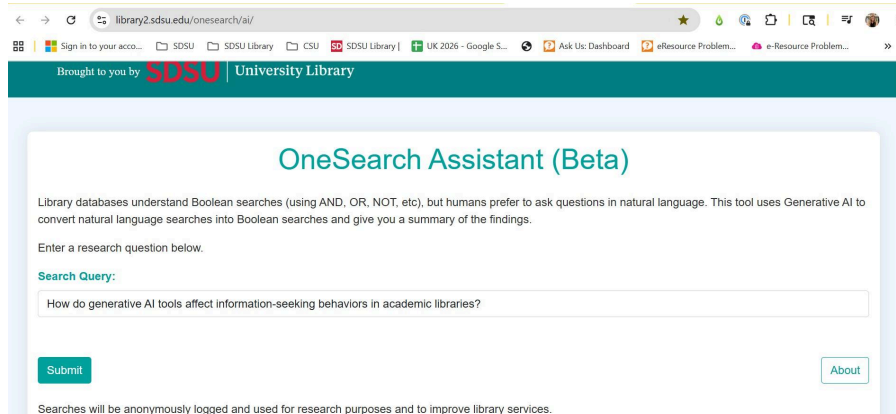 library2.sdsu.edu/onesearch/ai/
Sign in to your acco... SDSU SDSU Library CSU SD SDSU Library | UK 2026 - Google S... Ask Us: Dashboard eResource Problem... e-Resource Problem... »
Brought to you by SDSU University Library
OneSearch Assistant (Beta)
Library databases understand Boolean searches (using AND, OR, NOT, etc), but humans prefer to ask questions in natural language. This tool uses Generative AI to
convert natural language searches into Boolean searches and give you a summary of the findings.
Enter a research question below.
Search Query:
How do generative AI tools affect information-seeking behaviors in academic libraries?
Submit About
Searches will be anonymously logged and used for research purposes and to improve library services.